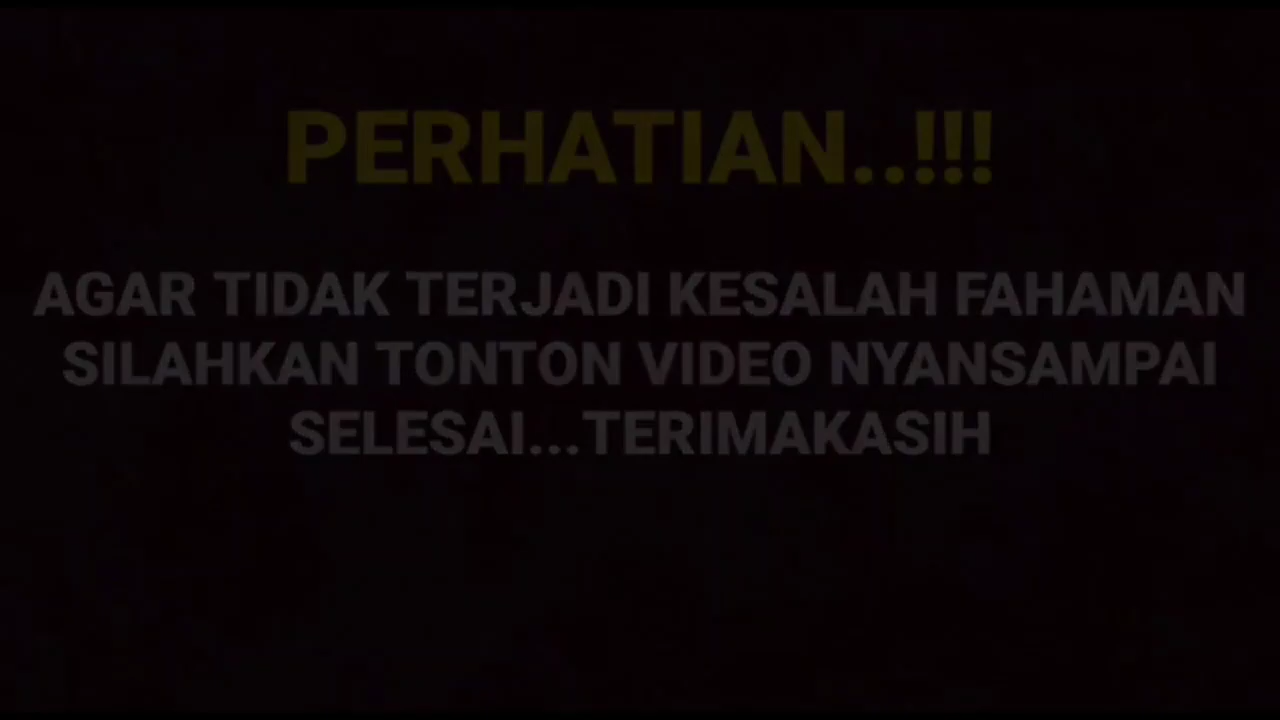 PERHATIAN..!!!
AGAR TIDAK TERJADI KESALAH FAHAMAN
SILAHKAN TONTON VIDEO NYANSAMPAI
SELESAI...TERIMAKASIH